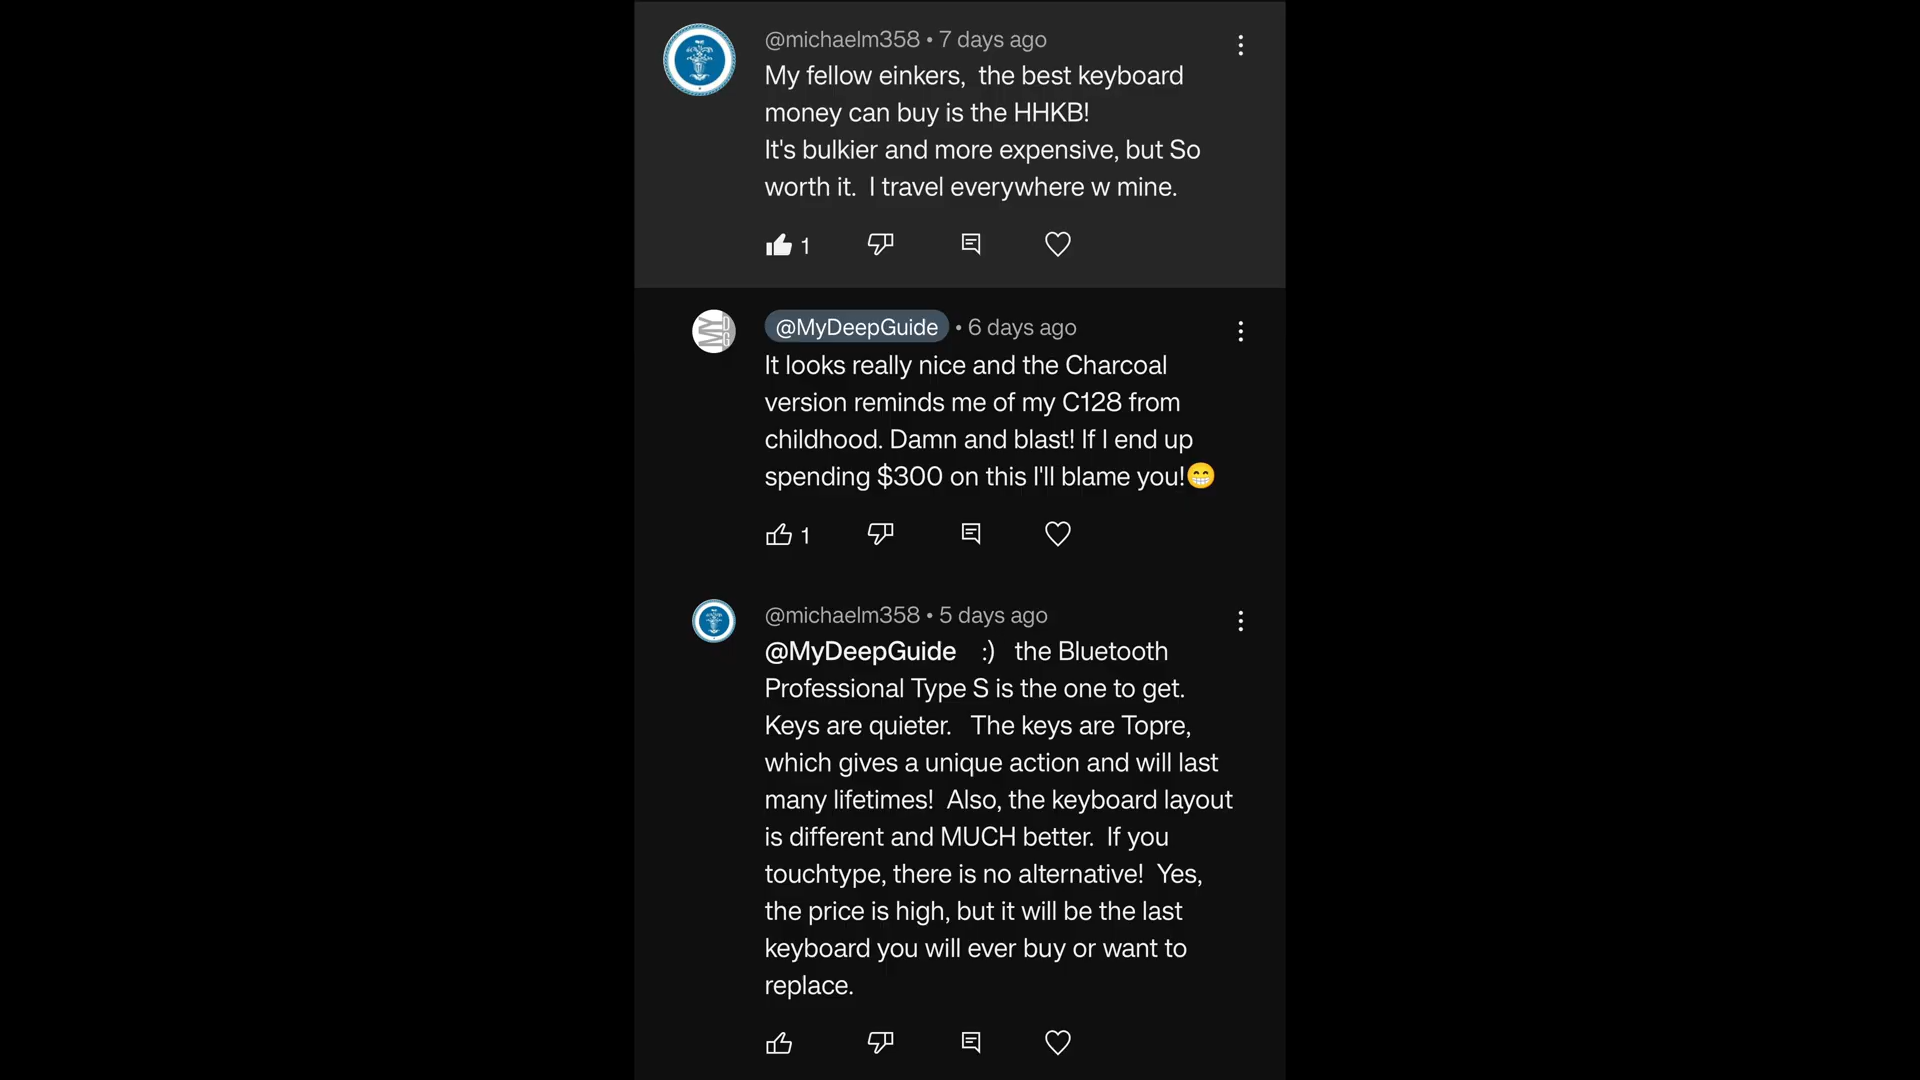 @michaelm358 • 7 days ago
My fellow einkers,  the best keyboard
money can buy is the HHKB!
It's bulkier and more expensive, but So
worth it.  I travel everywhere w mine.
1
@MyDeepGuide • 6 days ago
It looks really nice and the Charcoal
version reminds me of my C128 from
childhood. Damn and blast! If I end up
spending $300 on this I'll blame you!😁
1
@michaelm358 • 5 days ago
@MyDeepGuide   :)   the Bluetooth
Professional Type S is the one to get.
Keys are quieter.   The keys are Topre,
which gives a unique action and will last
many lifetimes!  Also, the keyboard layout
is different and MUCH better.  If you
touchtype, there is no alternative!  Yes,
the price is high, but it will be the last
keyboard you will ever buy or want to
replace.